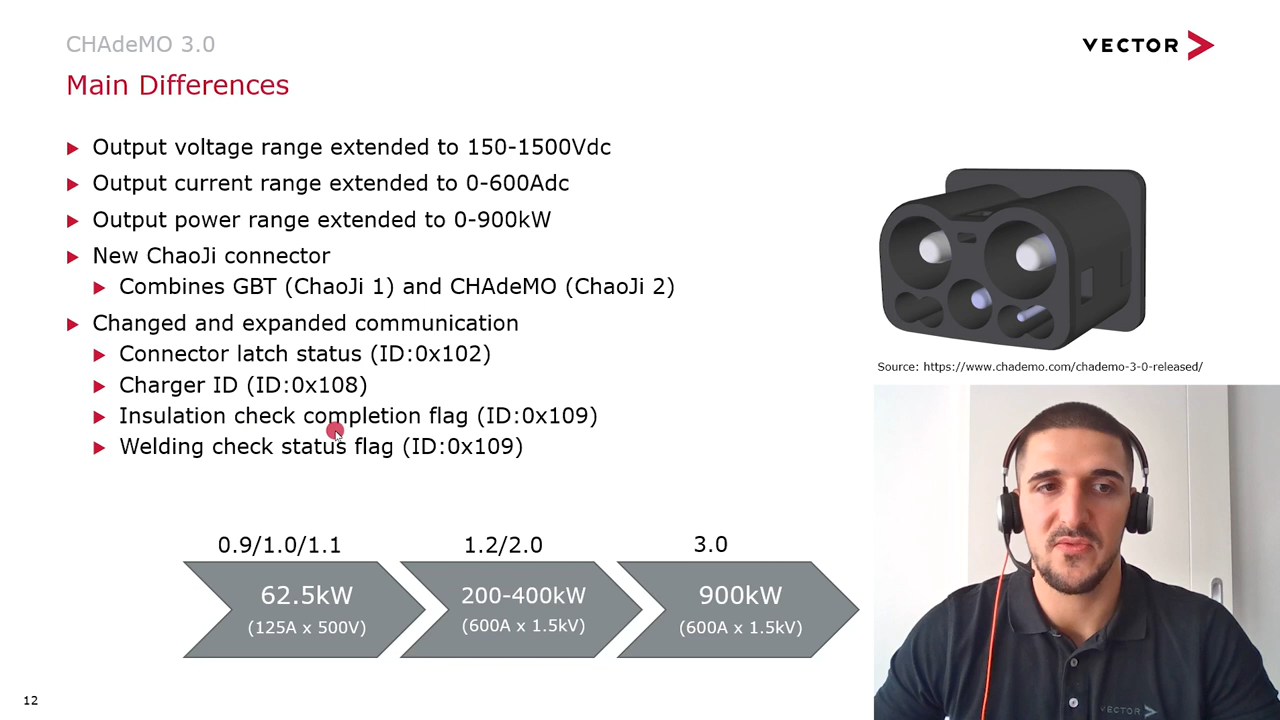 CHAdeMO 3.0
VECTOR
Main Differences
Output voltage range extended to 150-1500Vdc
Output current range extended to 0-600Adc
Output power range extended to 0-900kW
New ChaoJi connector
Combines GBT (ChaoJi 1) and CHAdeMO (ChaoJi 2)
Changed and expanded communication
Connector latch status (ID:0x102)
Charger ID (ID:0x108)
Insulation check completion flag (ID:0x109)
Welding check status flag (ID:0x109)
Source: https://www.chademo.com/chademo-3-0-released/
0.9/1.0/1.1
1.2/2.0
3.0
62.5kW
(125A x 500V)
200-400kW
(600A x 1.5kV)
900kW
(600A x 1.5kV)
12
VECTOR